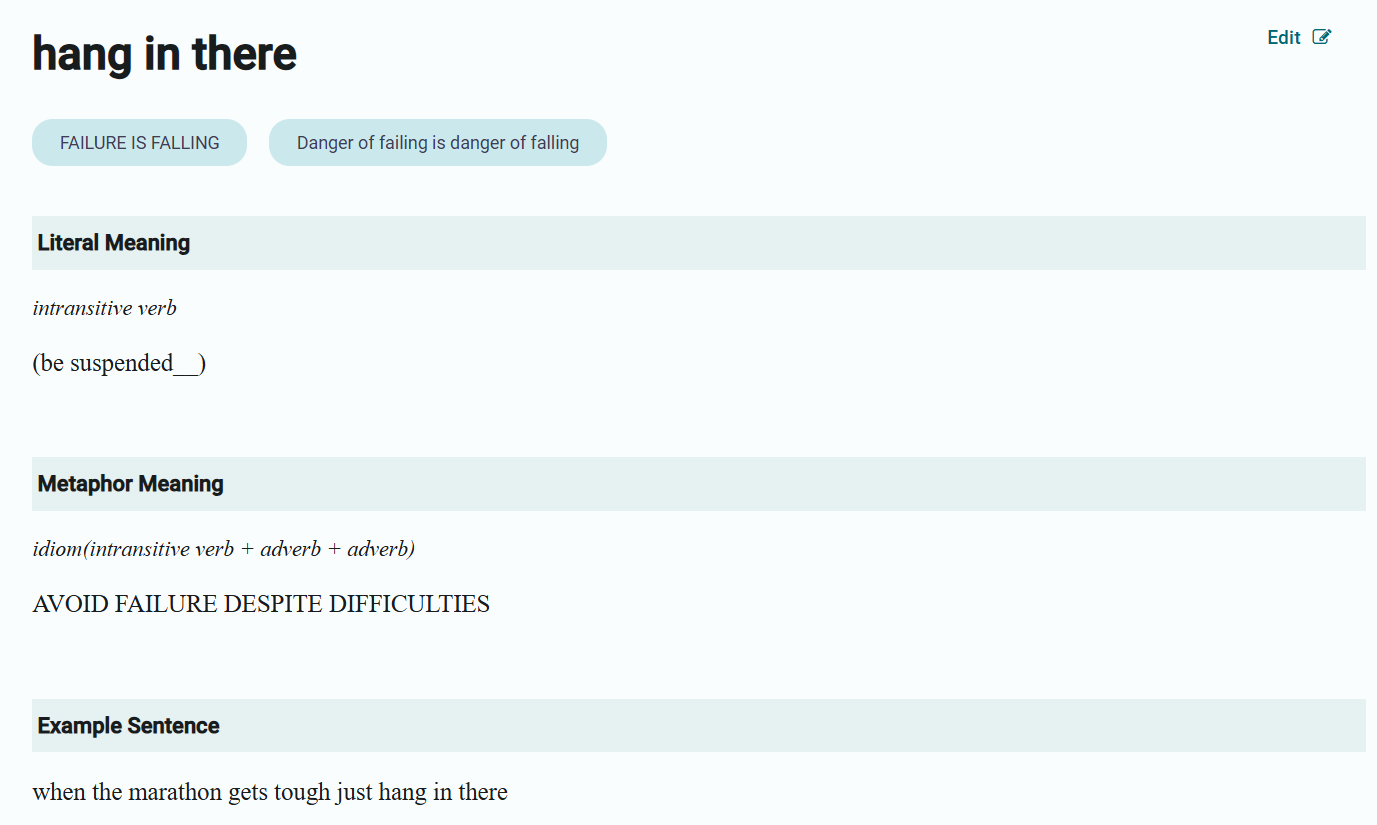 hang in there
Edit
FAILURE IS FALLING
Danger of failing is danger of falling
Literal Meaning
intransitive verb
(be suspended__)
Metaphor Meaning
idiom(intransitive verb + adverb + adverb)
AVOID FAILURE DESPITE DIFFICULTIES
Example Sentence
when the marathon gets tough just hang in there